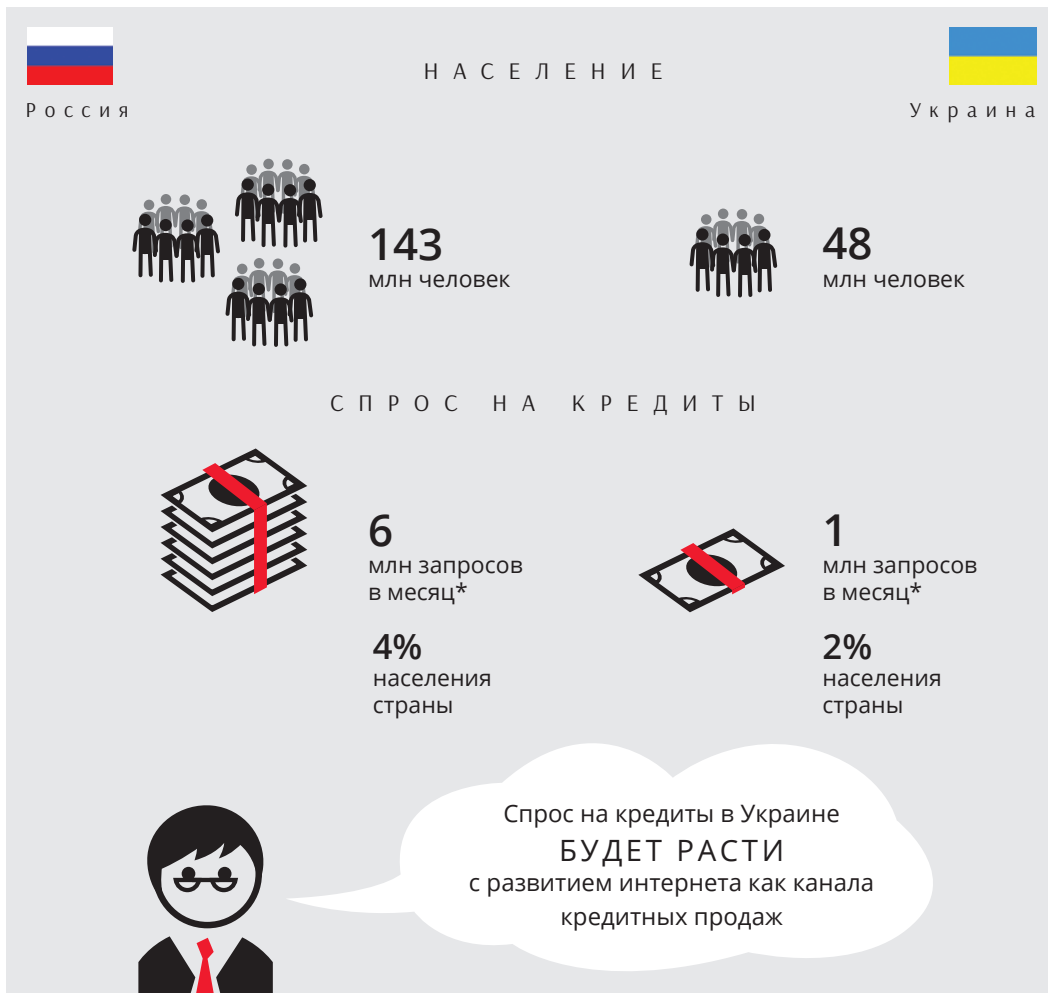 НАСЕЛЕНИЕ
Россия
Украина
143
млн человек
48
млн человек
СПРОС НА КРЕДИТЫ
6
млн запросов
в месяц*
4%
населения
страны
1
млн запросов
в месяц*
2%
населения
страны
Спрос на кредиты в Украине
БУДЕТ РАСТИ
с развитием интернета как канала
кредитных продаж